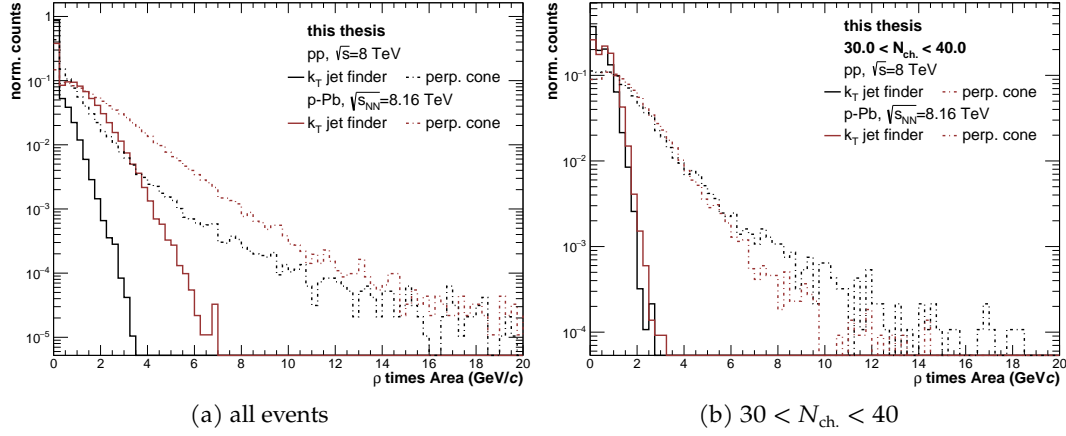 norm. counts
1
10⁻¹
10⁻²
10⁻³
10⁻⁴
10⁻⁵
this thesis
pp, √s=8 TeV
k_T jet finder perp. cone
p-Pb, √s_NN=8.16 TeV
k_T jet finder perp. cone
0 2 4 6 8 10 12 14 16 18 20
ρ times Area (GeV/c)
(a) all events
norm. counts
1
10⁻¹
10⁻²
10⁻³
10⁻⁴
this thesis
30.0 < N_ch. < 40.0
pp, √s=8 TeV
k_T jet finder perp. cone
p-Pb, √s_NN=8.16 TeV
k_T jet finder perp. cone
0 2 4 6 8 10 12 14 16 18 20
ρ times Area (GeV/c)
(b) 30 < N_ch. < 40